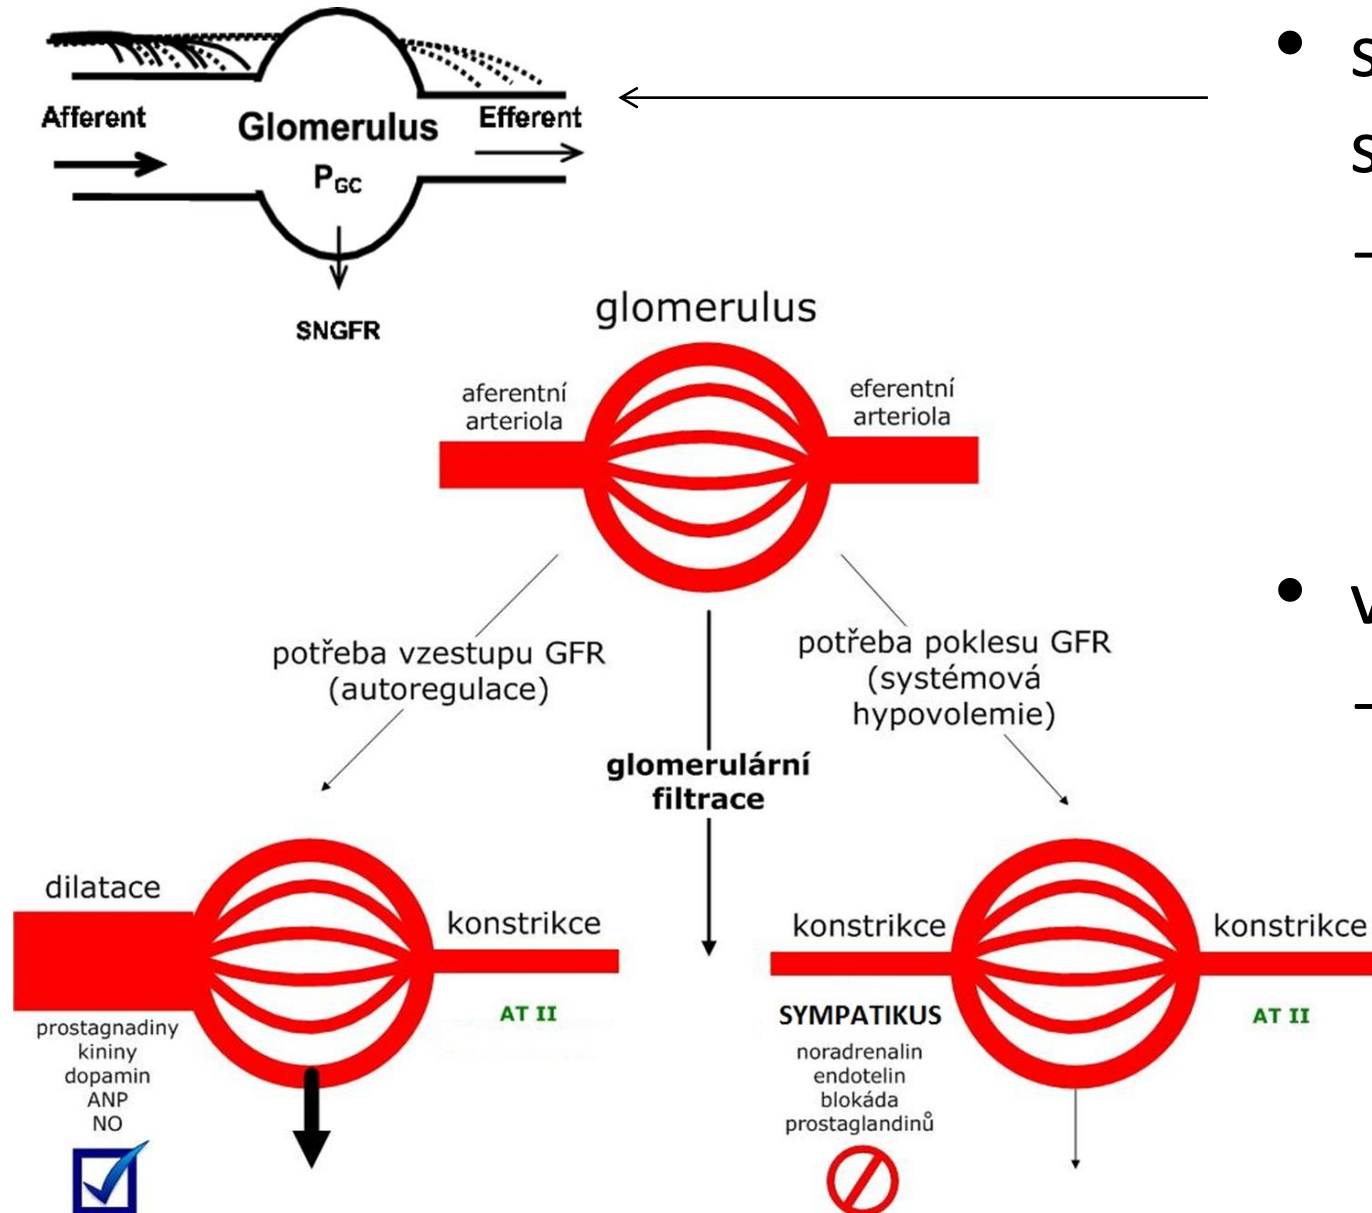 Afferent
Glomerulus
Efferent
PGC
SNGFR
glomerulus
aferentní
arteriola
eferentní
arteriola
potřeba vzestupu GFR
(autoregulace)
potřeba poklesu GFR
(systémová
hypovolemie)
glomerulární
filtrace
dilatace
konstrikce
AT II
prostagnadiny
kininy
dopamin
ANP
NO
konstrikce
konstrikce
SYMPATIKUS
AT II
noradrenalin
endotelin
blokáda
prostaglandinů